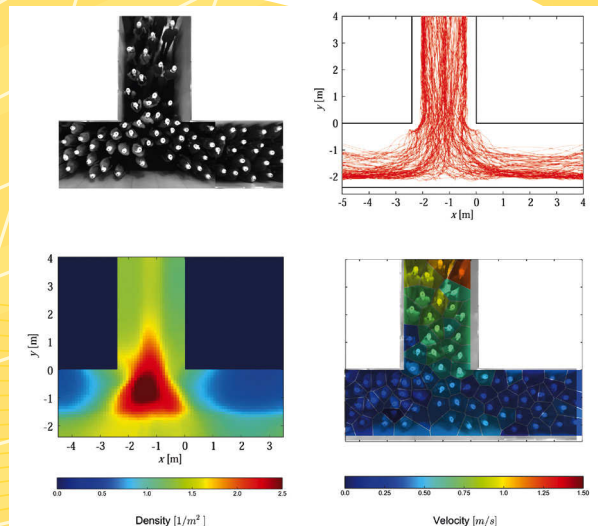 4
3
2
1
0
-1
-2
y [m]
-5 -4 -3 -2 -1 0 1 2 3 4
x [m]
4
3
2
1
0
-1
-2
y [m]
-4 -3 -2 -1 0 1 2 3
x [m]
0.0 0.5 1.0 1.5 2.0 2.5
Density [1/m²]
0.0 0.25 0.50 0.75 1.00 1.25 1.50
Velocity [m/s]